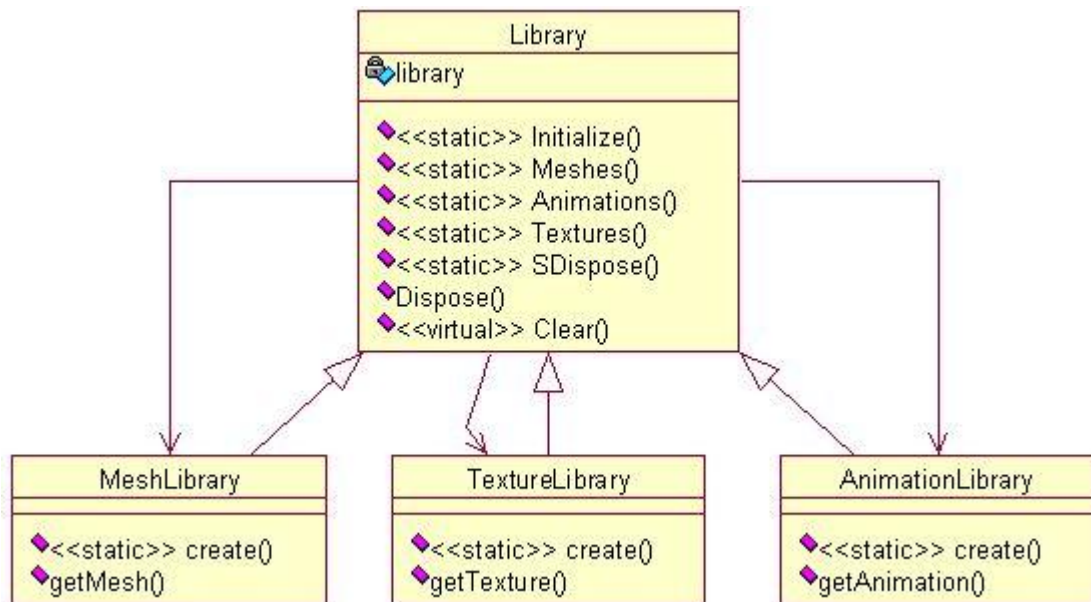 Library
library
<<static>> Initialize()
<<static>> Meshes()
<<static>> Animations()
<<static>> Textures()
<<static>> SDispose()
Dispose()
<<virtual>> Clear()
MeshLibrary
<<static>> create()
getMesh()
TextureLibrary
<<static>> create()
getTexture()
AnimationLibrary
<<static>> create()
getAnimation()